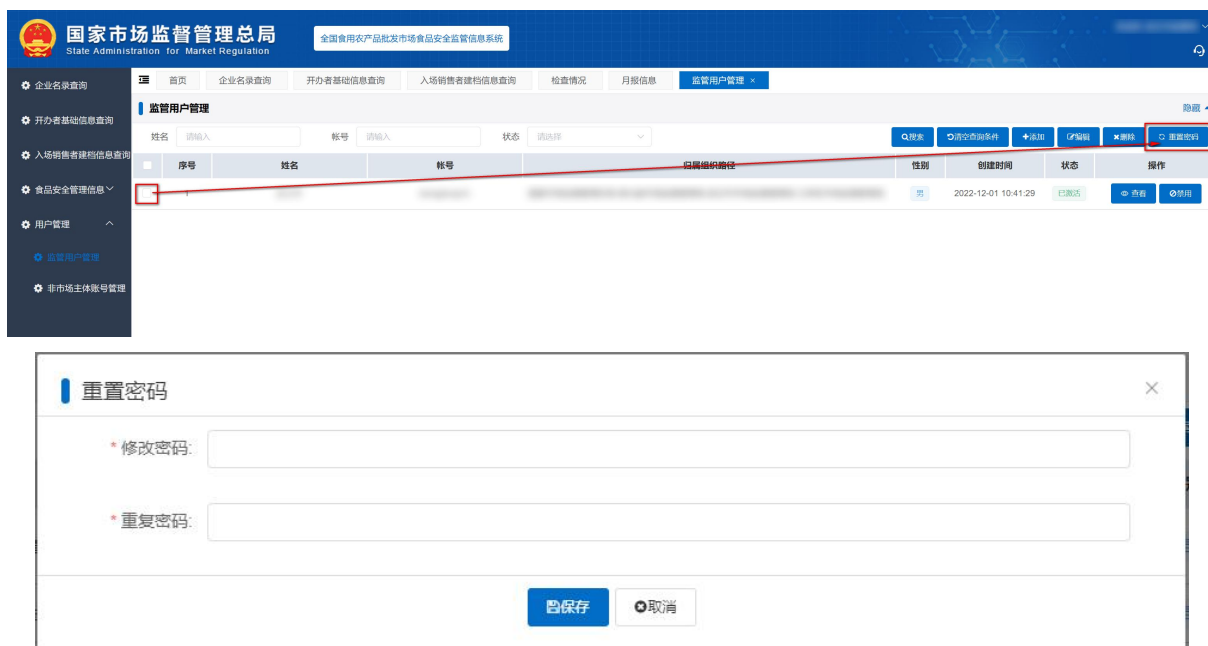 国家市场监督管理总局
State Administration for Market Regulation
全国食用农产品批发市场食品安全监管信息系统
企业名录查询
开办者基础信息查询
入场销售者建档信息查询
食品安全管理信息
用户管理
监管用户管理
非市场主体账号管理
首页 企业名录查询 开办者基础信息查询 入场销售者建档信息查询 检查情况 月报信息 监管用户管理 ×
监管用户管理 隐藏
姓名 请输入 帐号 请输入 状态 请选择 搜索 清空查询条件 添加 编辑 删除 重置密码
序号 姓名 帐号 归属组织路径 性别 创建时间 状态 操作
1 男 2022-12-01 10:41:29 已激活 查看 禁用
重置密码
* 修改密码:
* 重复密码:
保存 取消